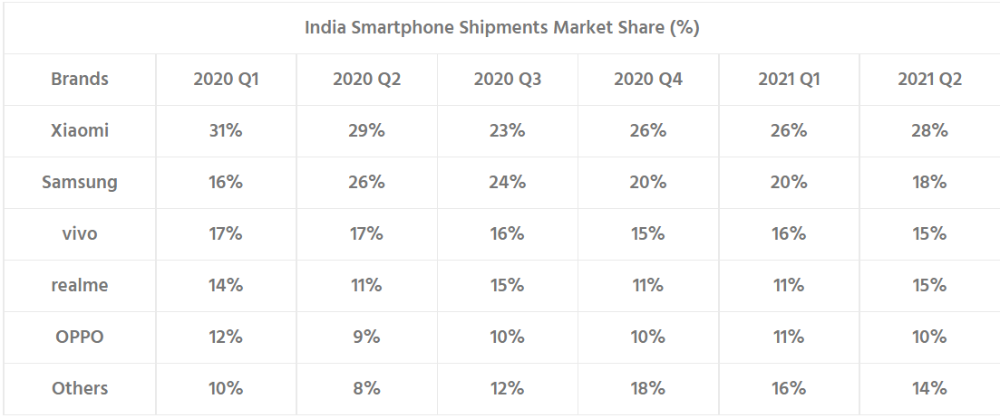 India Smartphone Shipments Market Share (%)
Brands 2020 Q1 2020 Q2 2020 Q3 2020 Q4 2021 Q1 2021 Q2
Xiaomi 31% 29% 23% 26% 26% 28%
Samsung 16% 26% 24% 20% 20% 18%
vivo 17% 17% 16% 15% 16% 15%
realme 14% 11% 15% 11% 11% 15%
OPPO 12% 9% 10% 10% 11% 10%
Others 10% 8% 12% 18% 16% 14%